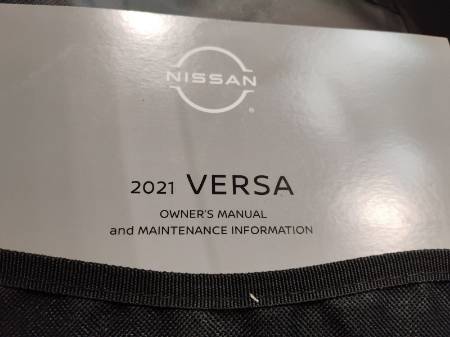 NISSAN
®
2021 VERSA
OWNER'S MANUAL
and MAINTENANCE INFORMATION